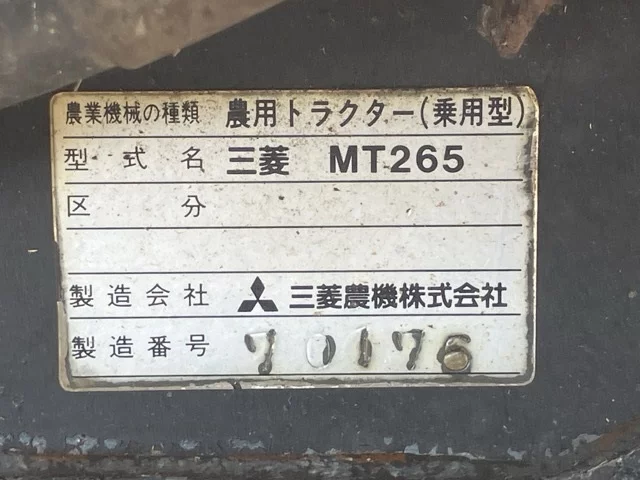 農業機械の種類 農用トラクター(乗用型)
型式名 三菱 MT265
区分
製造会社 三菱農機株式会社
製造番号 70176